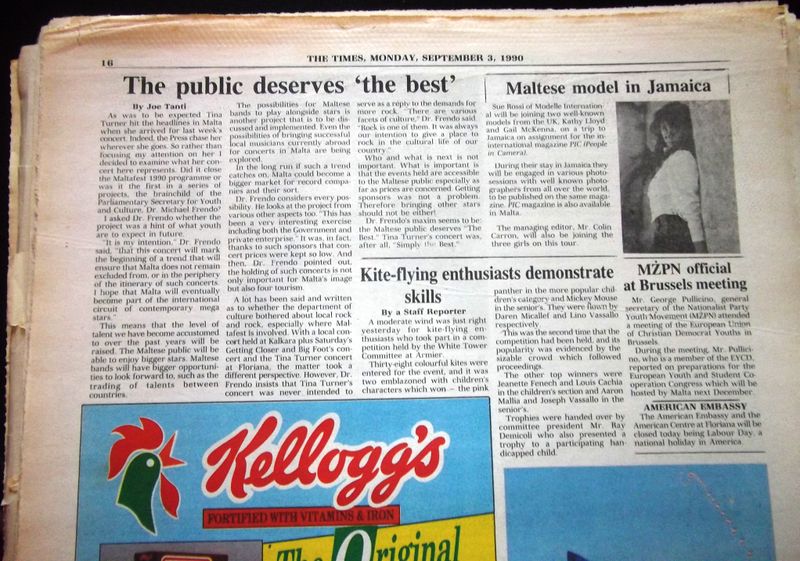 16
THE TIMES, MONDAY, SEPTEMBER 3, 1990
The public deserves 'the best'
By Joe Tanti
As was to be expected Tina
Turner hit the headlines in Malta
when she arrived for last week's
concert. Indeed, the Press chase her
wherever she goes. So rather than
focusing my attention on her I
decided to examine what her con-
cert here represents. Did it close
the Maltafest 1990 programme or
was it the first in a series of
projects, the brainchild of the
Parliamentary Secretary for Youth
and Culture, Dr. Michael Frendo?
I asked Dr. Frendo whether the
project was a hint of what youth
are to expect in future.
"It is my intention," Dr. Frendo
said, "that this concert will mark
the beginning of a trend that will
ensure that Malta does not remain
excluded from, or in the periphery
of the itinerary of such concerts.
I hope that Malta will eventually
become part of the international
circuit of contemporary mega
stars."
This means that the level of
talent we have become accustomed
to over the past years will be
raised. The Maltese public will be
able to enjoy bigger stars. Maltese
bands will have bigger opportuni-
ties to look forward to, such as the
trading of talents between
countries.
The possibilities for Maltese
bands to play alongside stars is
another project that is to be dis-
cussed and implemented. Even the
possibilities of bringing successful
local musicians currently abroad
for concerts in Malta are being
explored.
In the long run if such a trend
catches on, Malta could become a
bigger market for record compa-
nies and their sort.
Dr. Frendo considers every pos-
sibility. He looks at the project from
various other aspects too. "This has
been a very interesting exercise
including both the Government and
private enterprise." It was, in fact,
thanks to such sponsors that con-
cert prices were kept so low. And
then, Dr. Frendo pointed out,
the holding of such concerts is not
only important for Malta's image
but also four tourism.
A lot has been said and written
as to whether the department of
culture bothered about local rock
and rock, especially where Mal-
tafest is involved. With a local con-
cert held at Kalkara plus Saturday's
Getting Closer and Big Foot's con-
cert and the Tina Turner concert
at Floriana, the matter took a
different perspective. However, Dr.
Frendo insists that Tina Turner's
concert was never intended to
serve as a reply to the demands for
more rock. "There are various
facets of culture," Dr. Frendo said.
"Rock is one of them. It was always
our intention to give a place to
rock in the cultural life of our
country."
Who and what is next is not
important. What is important is
that the events held are accessible
to the Maltese public especially as
far as prices are concerned. Getting
sponsors was not a problem.
Therefore bringing other stars
should not be either!
Dr. Frendo's maxim seems to be
the Maltese public deserves "The
Best." Tina Turner's concert was,
after all, "Simply the Best."
Maltese model in Jamaica
Sue Rossi of Modelle Internation-
al will be joining two well-known
models from the UK, Kathy Lloyd
and Gail McKenna, on a trip to
Jamaica on assignment for the in-
ternational magazine PIC (People
in Camera).
During their stay in Jamaica they
will be engaged in various photo-
sessions with well known photo-
graphers from all over the world,
to be published on the same maga-
zine. PIC magazine is also available
in Malta.
The managing editor, Mr. Colin
Carron, will also be joining the
three girls on this tour.
Kite-flying enthusiasts demonstrate
skills
By a Staff Reporter
A moderate wind was just right
yesterday for kite-flying en-
thusiasts who took part in a com-
petition held by the White Tower
Committee at Armier.
Thirty-eight colourful kites were
entered for the event, and it was
two emblazoned with children's
characters which won – the pink
panther in the more popular chil-
dren's category and Mickey Mouse
in the senior's. They were flown by
Daren Micallef and Lino Vassallo
respectively.
This was the second time that the
competition had been held, and its
popularity was evidenced by the
sizable crowd which followed
proceedings.
The other top winners were
Jeanette Fenech and Louis Cachia
in the children's section and Aaron
Mallia and Joseph Vassallo in the
senior's.
Trophies were handed over by
committee president Mr. Ray
Demicoli who also presented a
trophy to a participating han-
dicapped child.
MŻPN official
at Brussels meeting
Mr. George Pullicino, general
secretary of the Nationalist Party
Youth Movement (MŻPN) attended
a meeting of the European Union
of Christian Democrat Youths in
Brussels.
During the meeting, Mr. Pullici-
no, who is a member of the EYCD,
reported on preparations for the
European Youth and Student Co-
operation Congress which will be
hosted by Malta next December.
AMERICAN EMBASSY
The American Embassy and the
American Centre at Floriana will be
closed today being Labour Day, a
national holiday in America.
Kellogg's
FORTIFIED WITH VITAMINS & IRON
The Original